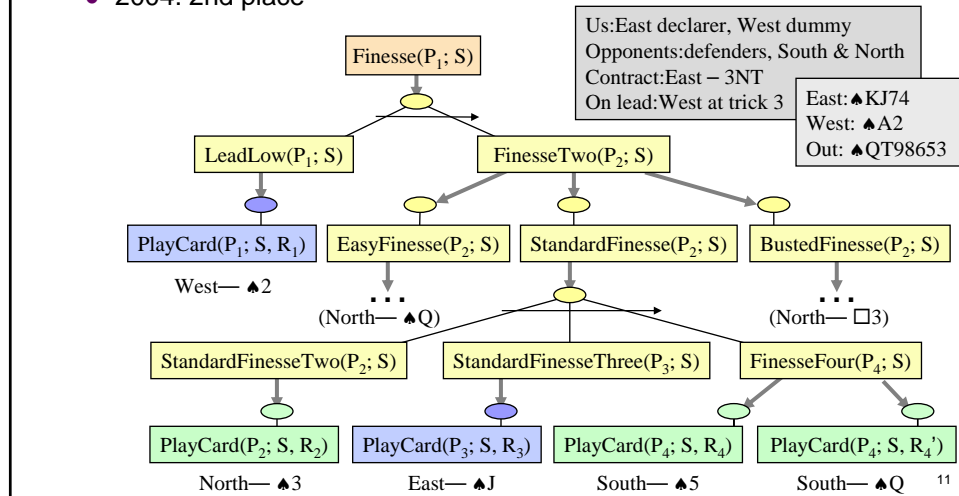 ● 2004: 2nd place
Us:East declarer, West dummy
Opponents:defenders, South & North
Contract:East – 3NT
On lead:West at trick 3
East:♠KJ74
West: ♠A2
Out: ♠QT98653
Finesse(P₁; S)
LeadLow(P₁; S)
FinesseTwo(P₂; S)
PlayCard(P₁; S, R₁)
EasyFinesse(P₂; S)
StandardFinesse(P₂; S)
BustedFinesse(P₂; S)
West— ♠2
...
...
(North— ♠Q)
(North— □3)
StandardFinesseTwo(P₂; S)
StandardFinesseThree(P₃; S)
FinesseFour(P₄; S)
PlayCard(P₂; S, R₂)
PlayCard(P₃; S, R₃)
PlayCard(P₄; S, R₄)
PlayCard(P₄; S, R₄')
North— ♠3
East— ♠J
South— ♠5
South— ♠Q
11